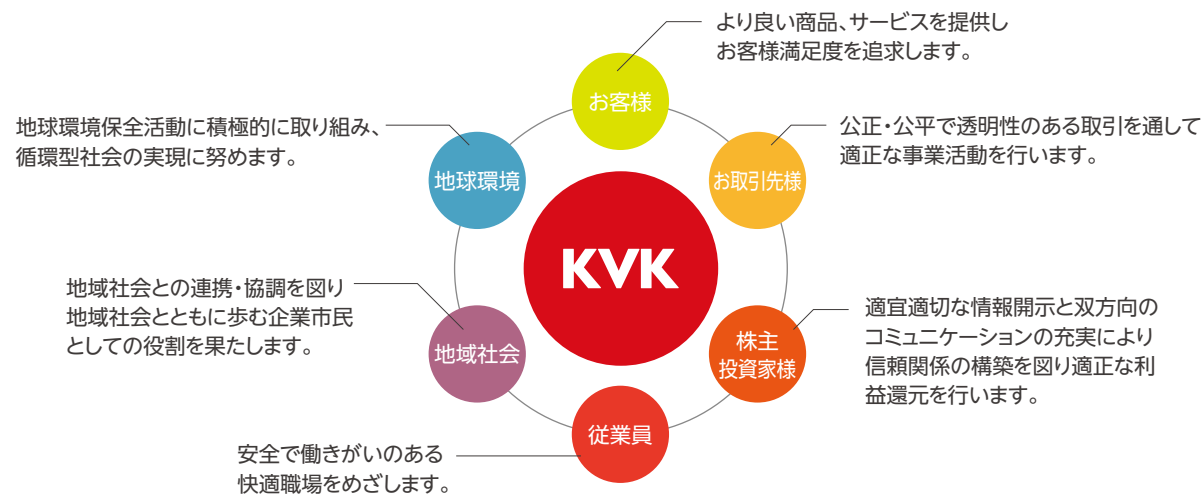 より良い商品、サービスを提供し
お客様満足度を追求します。
お客様
公正・公平で透明性のある取引を通して
適正な事業活動を行います。
お取引先様
適宜適切な情報開示と双方向の
コミュニケーションの充実により
信頼関係の構築を図り適正な利
益還元を行います。
株主
投資家様
従業員
安全で働きがいのある
快適職場をめざします。
地域社会との連携・協調を図り
地域社会とともに歩む企業市民
としての役割を果たします。
地域社会
地球環境保全活動に積極的に取り組み、
循環型社会の実現に努めます。
地球環境
KVK